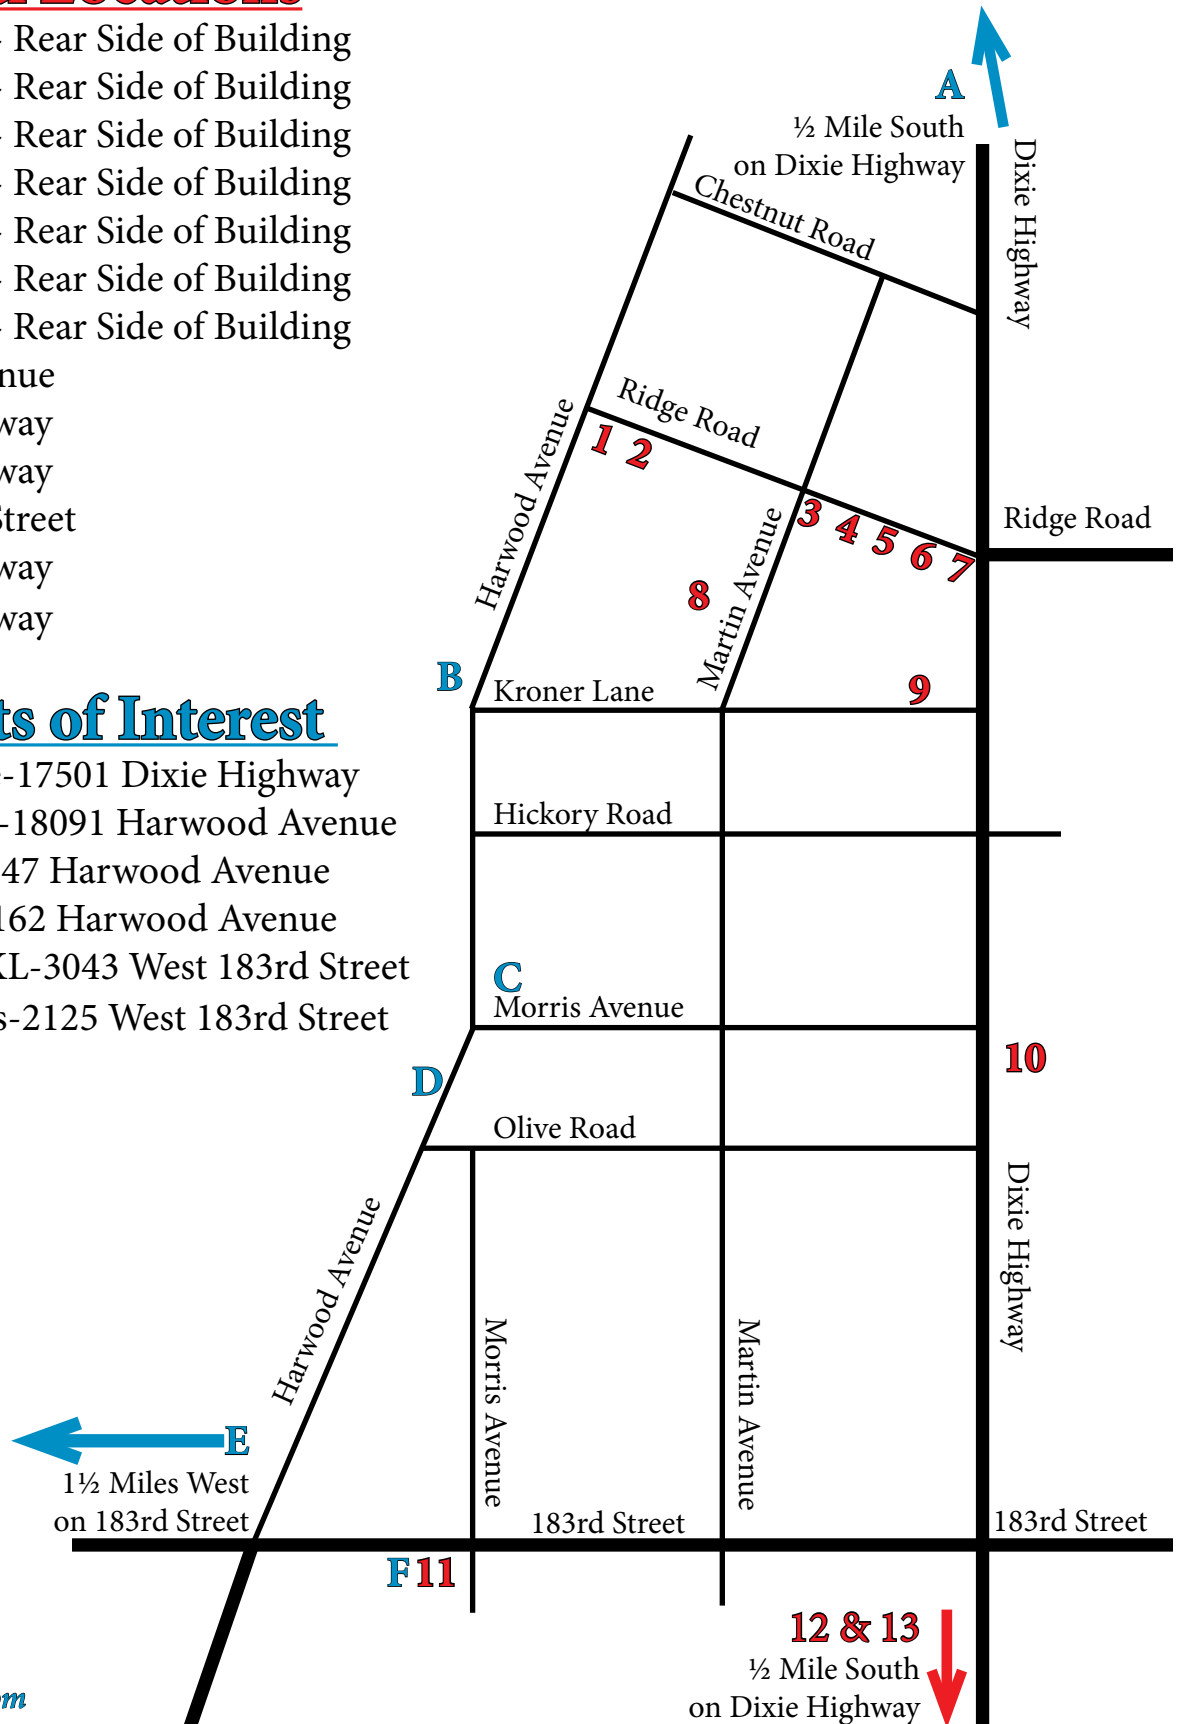 Locations
- Rear Side of Building
- Rear Side of Building
- Rear Side of Building
- Rear Side of Building
- Rear Side of Building
- Rear Side of Building
- Rear Side of Building
nue
way
way
Street
way
way
ts of Interest
e-17501 Dixie Highway
-18091 Harwood Avenue
47 Harwood Avenue
162 Harwood Avenue
KL-3043 West 183rd Street
s-2125 West 183rd Street
A
½ Mile South
on Dixie Highway
Dixie Highway
Chestnut Road
Ridge Road
Harwood Avenue
1 2
3 4 5 6 7
Ridge Road
8
Martin Avenue
B
Kroner Lane
9
Hickory Road
C
Morris Avenue
10
D
Olive Road
Dixie Highway
Harwood Avenue
Morris Avenue
Martin Avenue
E
1½ Miles West
on 183rd Street
183rd Street
183rd Street
F 11
12 & 13
½ Mile South
on Dixie Highway
om